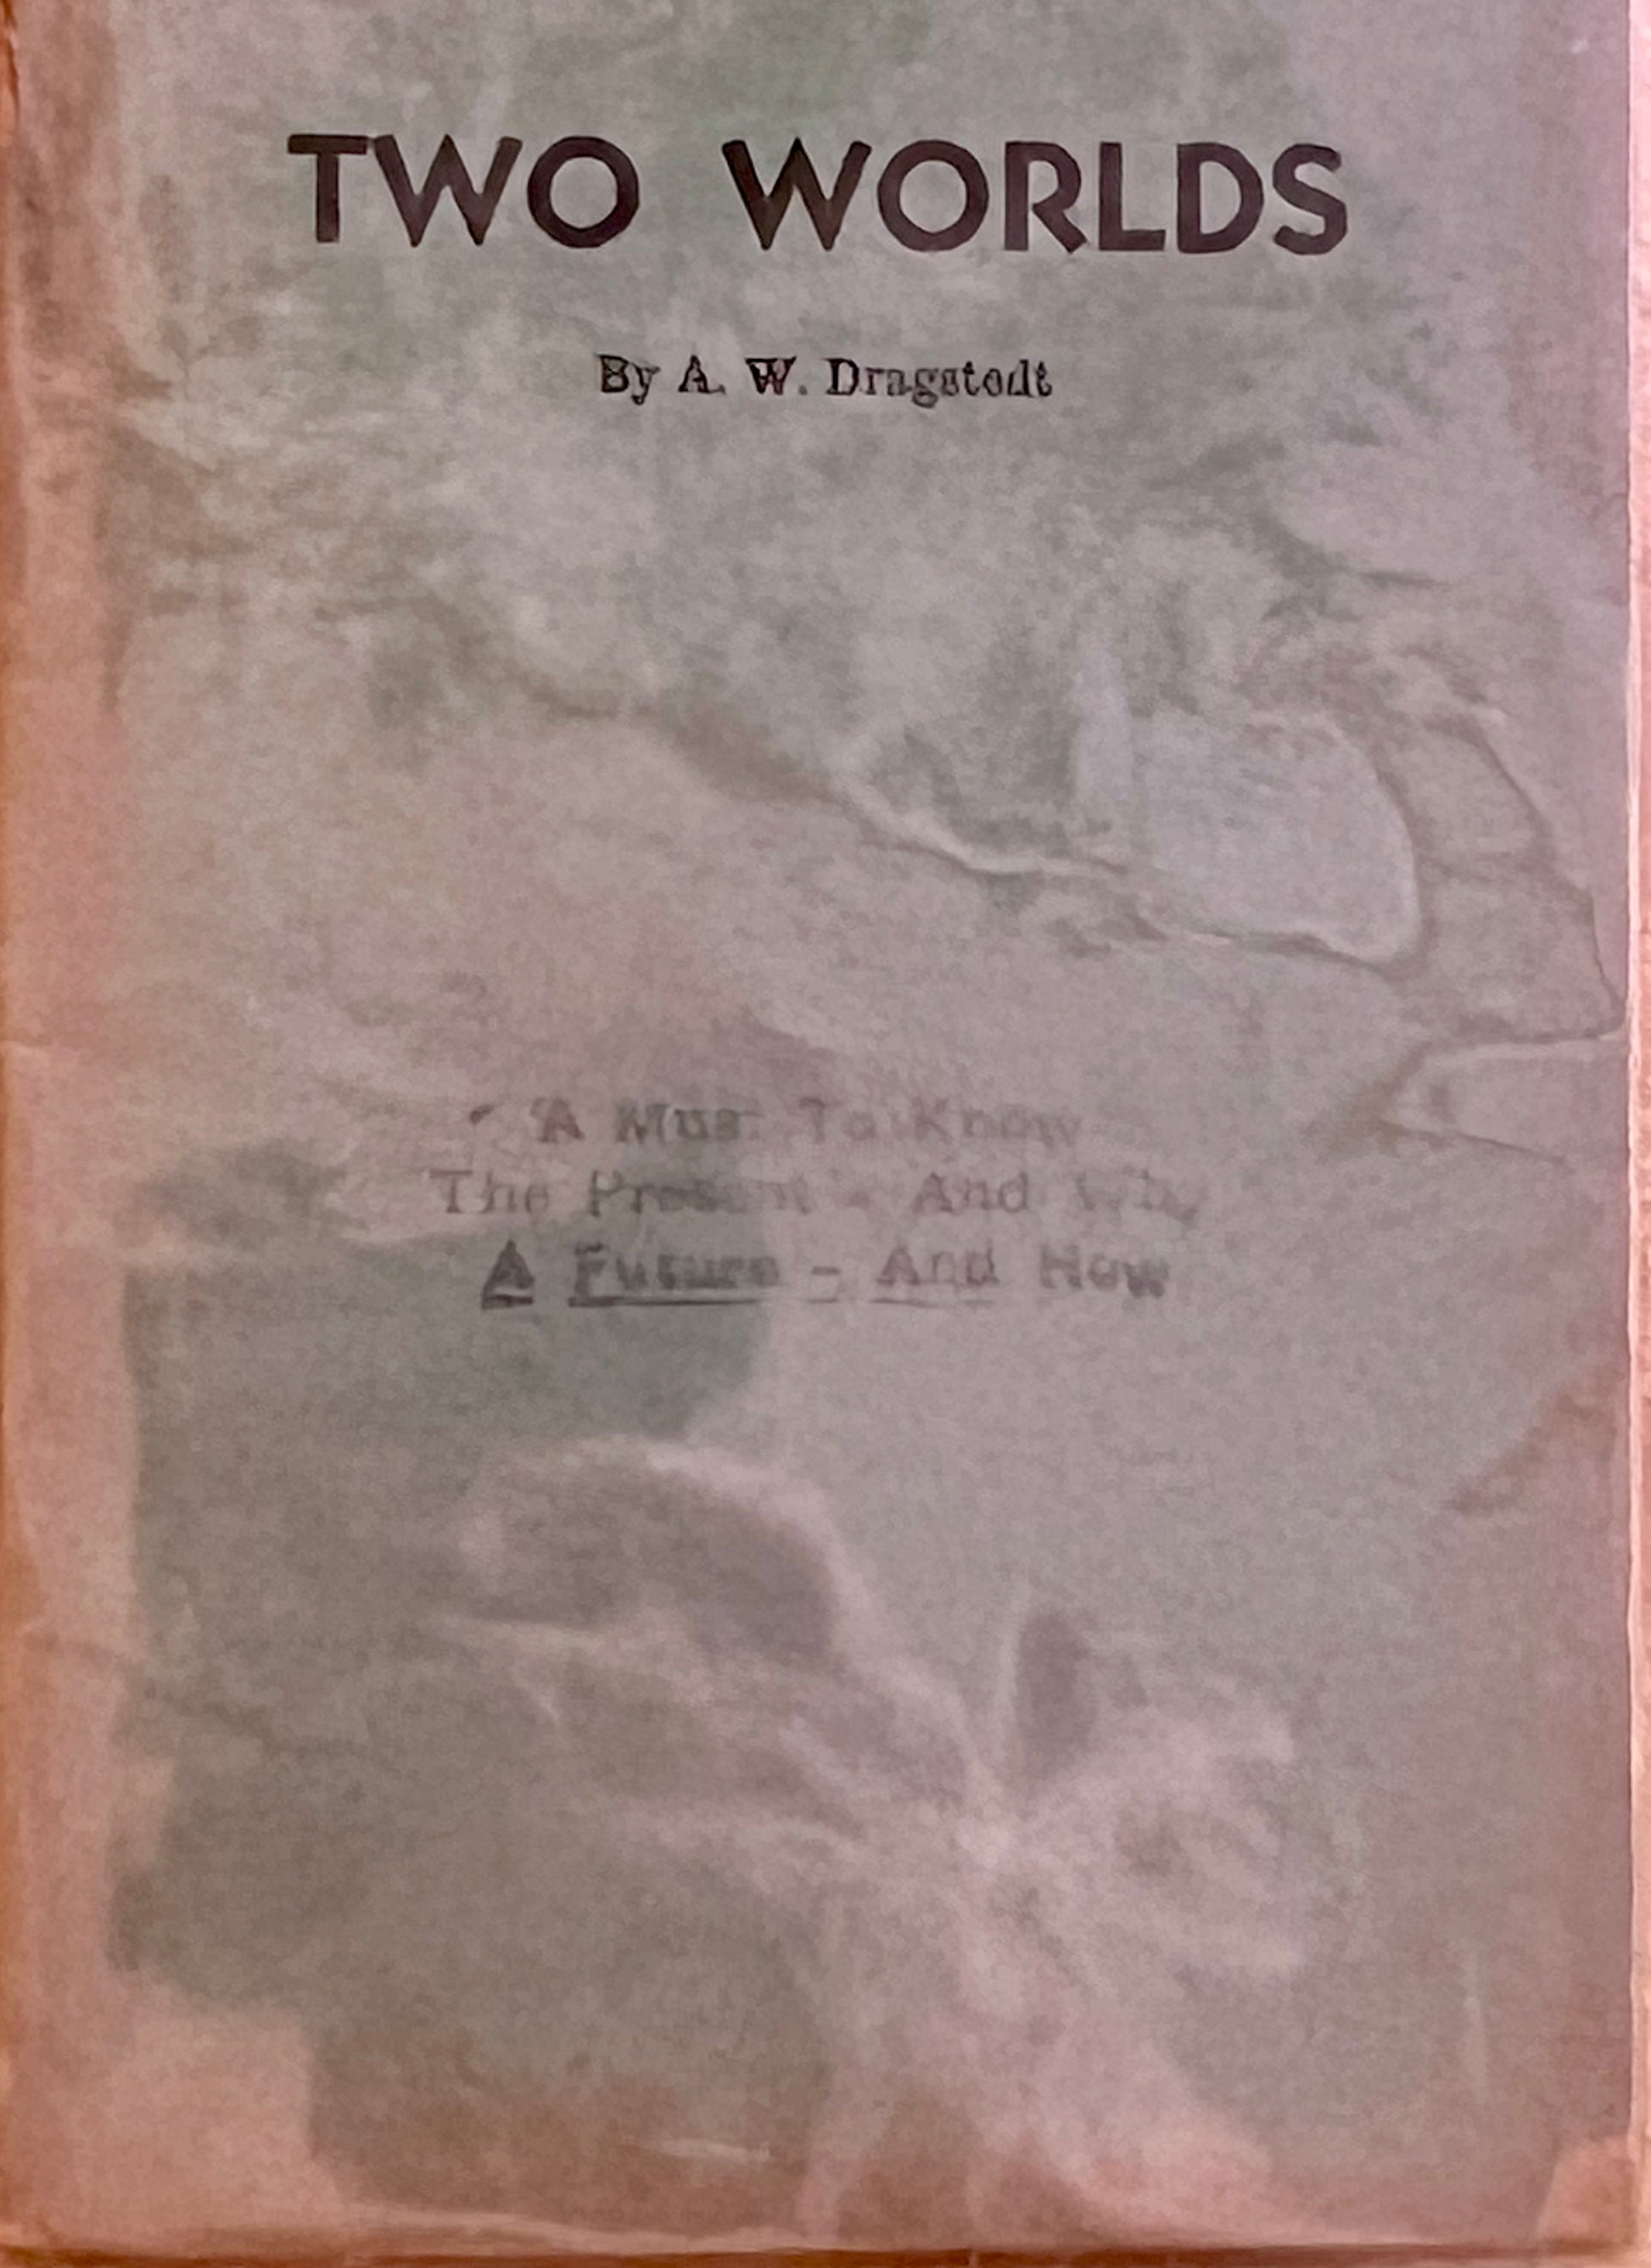 TWO WORLDS
By A. W. Dragstedt
A Must To Know
The Present - And Why
A Future - And How